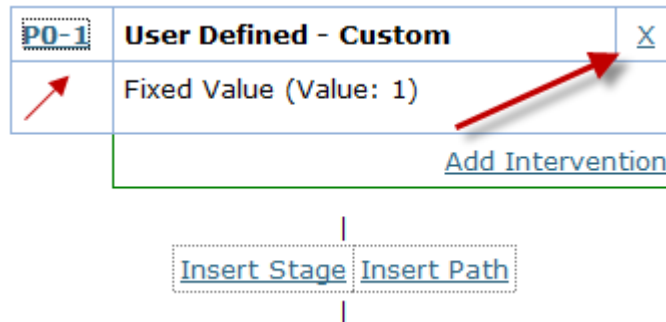 P0-1 User Defined - Custom X
Fixed Value (Value: 1)
Add Intervention
Insert Stage Insert Path